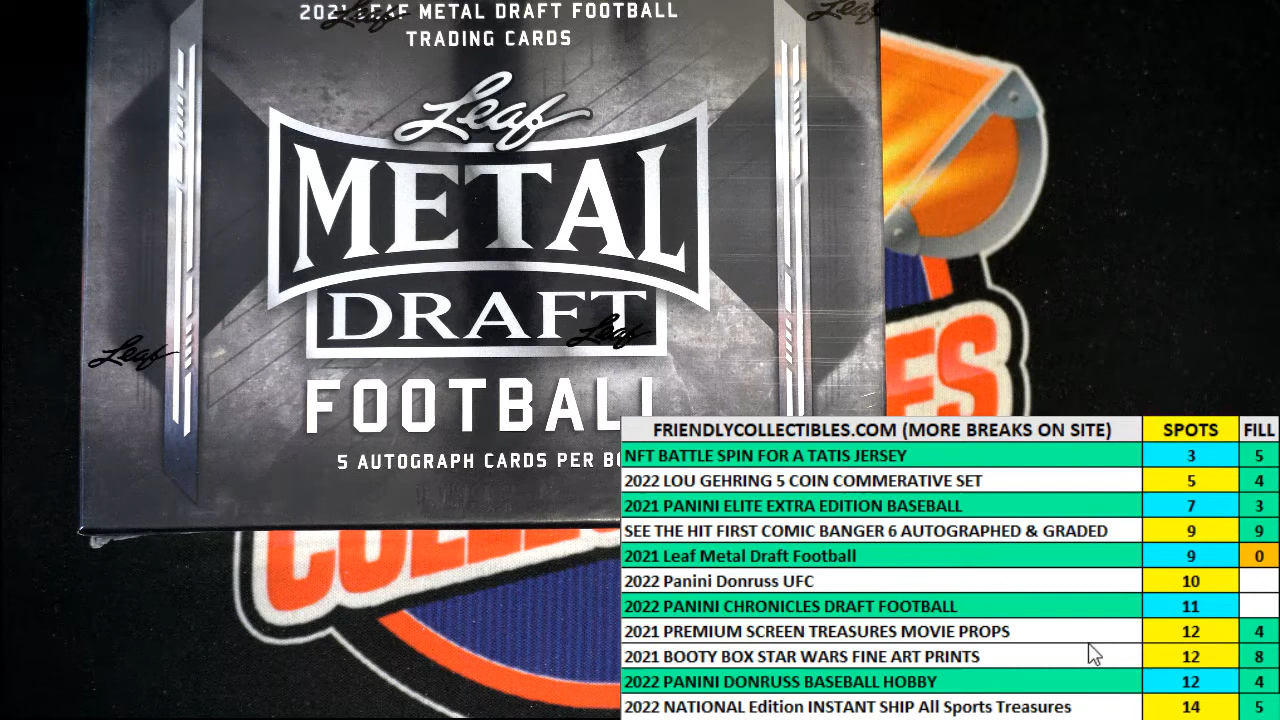 2021 LEAF METAL DRAFT FOOTBALL
TRADING CARDS
Leaf
METAL
DRAFT
FOOTBALL
5 AUTOGRAPH CARDS PER
Leaf
Leaf
Leaf
Leaf
FRIENDLYCOLLECTIBLES.COM (MORE BREAKS ON SITE) SPOTS FILL
NFT BATTLE SPIN FOR A TATIS JERSEY 3 5
2022 LOU GEHRING 5 COIN COMMERATIVE SET 5 4
2021 PANINI ELITE EXTRA EDITION BASEBALL 7 3
SEE THE HIT FIRST COMIC BANGER 6 AUTOGRAPHED & GRADED 9 9
2021 Leaf Metal Draft Football 9 0
2022 Panini Donruss UFC 10
2022 PANINI CHRONICLES DRAFT FOOTBALL 11
2021 PREMIUM SCREEN TREASURES MOVIE PROPS 12 4
2021 BOOTY BOX STAR WARS FINE ART PRINTS 12 8
2022 PANINI DONRUSS BASEBALL HOBBY 12 4
2022 NATIONAL Edition INSTANT SHIP All Sports Treasures 14 5